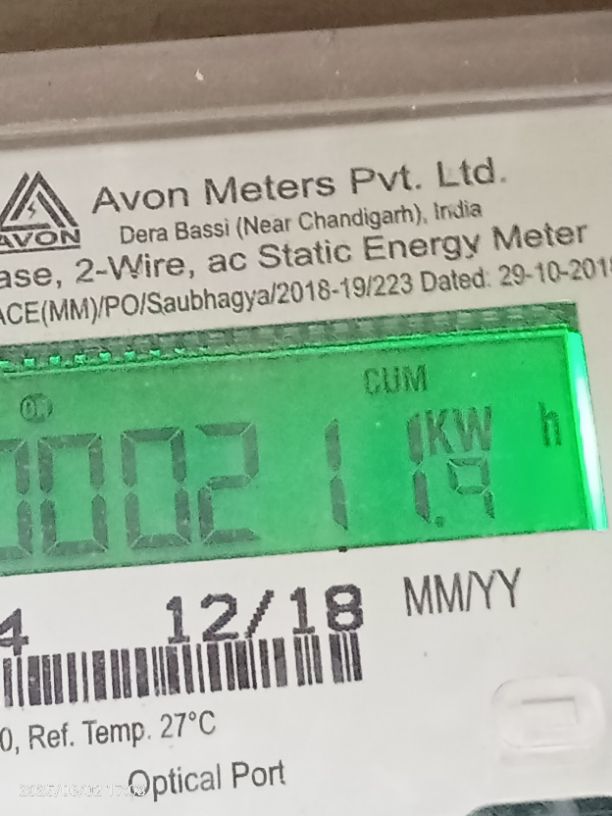 Avon Meters Pvt. Ltd.
AVON
Dera Bassi (Near Chandigarh), India
ase, 2-Wire, ac Static Energy Meter
ACE(MM)/PO/Saubhagya/2018-19/223 Dated: 29-10-201
CUM
ON
KW h
00021 1.9
4 12/18 MM/YY
0, Ref. Temp. 27°C
Optical Port